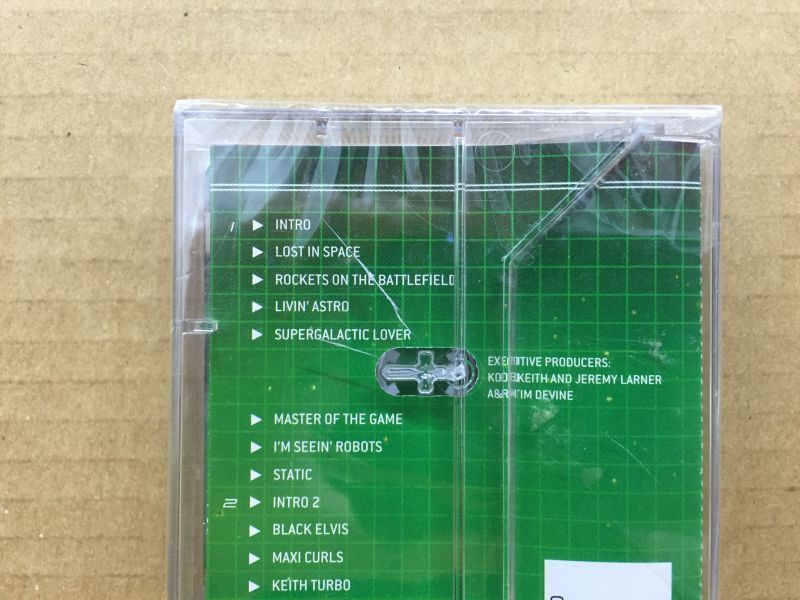 1 ▶ INTRO
▶ LOST IN SPACE
▶ ROCKETS ON THE BATTLEFIELD
▶ LIVIN' ASTRO
▶ SUPERGALACTIC LOVER
EXECUTIVE PRODUCERS:
KOOL KEITH AND JEREMY LARNER
A&R: TIM DEVINE
▶ MASTER OF THE GAME
▶ I'M SEEIN' ROBOTS
▶ STATIC
2 ▶ INTRO 2
▶ BLACK ELVIS
▶ MAXI CURLS
▶ KEITH TURBO